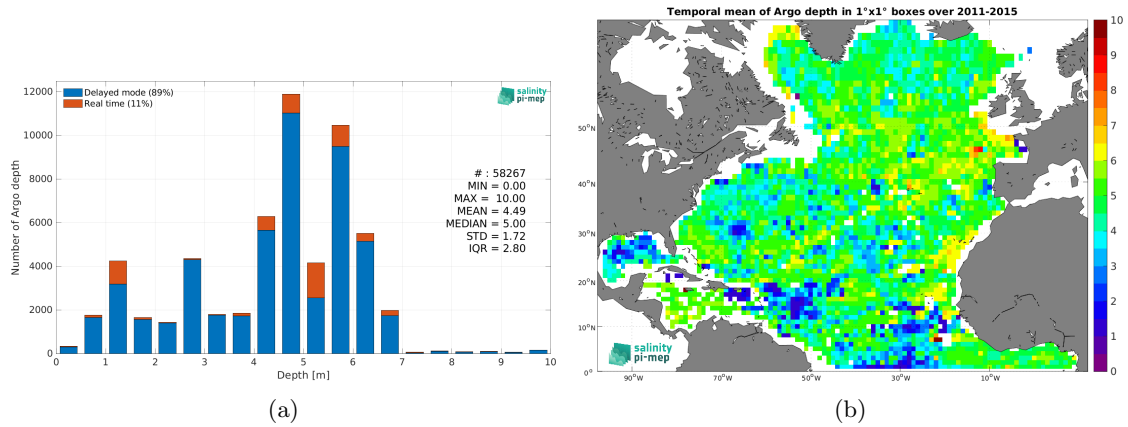 Delayed mode (89%)
Real time (11%)
salinity
pi-mep
# : 58267
MIN = 0.00
MAX = 10.00
MEAN = 4.49
MEDIAN = 5.00
STD = 1.72
IQR = 2.80
Number of Argo depth
12000
10000
8000
6000
4000
2000
0
0 1 2 3 4 5 6 7 8 9 10
Depth [m]
(a)
Temporal mean of Argo depth in 1°x1° boxes over 2011-2015
50°N
40°N
30°N
20°N
10°N
0°
90°W 70°W 50°W 30°W 10°W
salinity
pi-mep
10
9
8
7
6
5
4
3
2
1
0
(b)